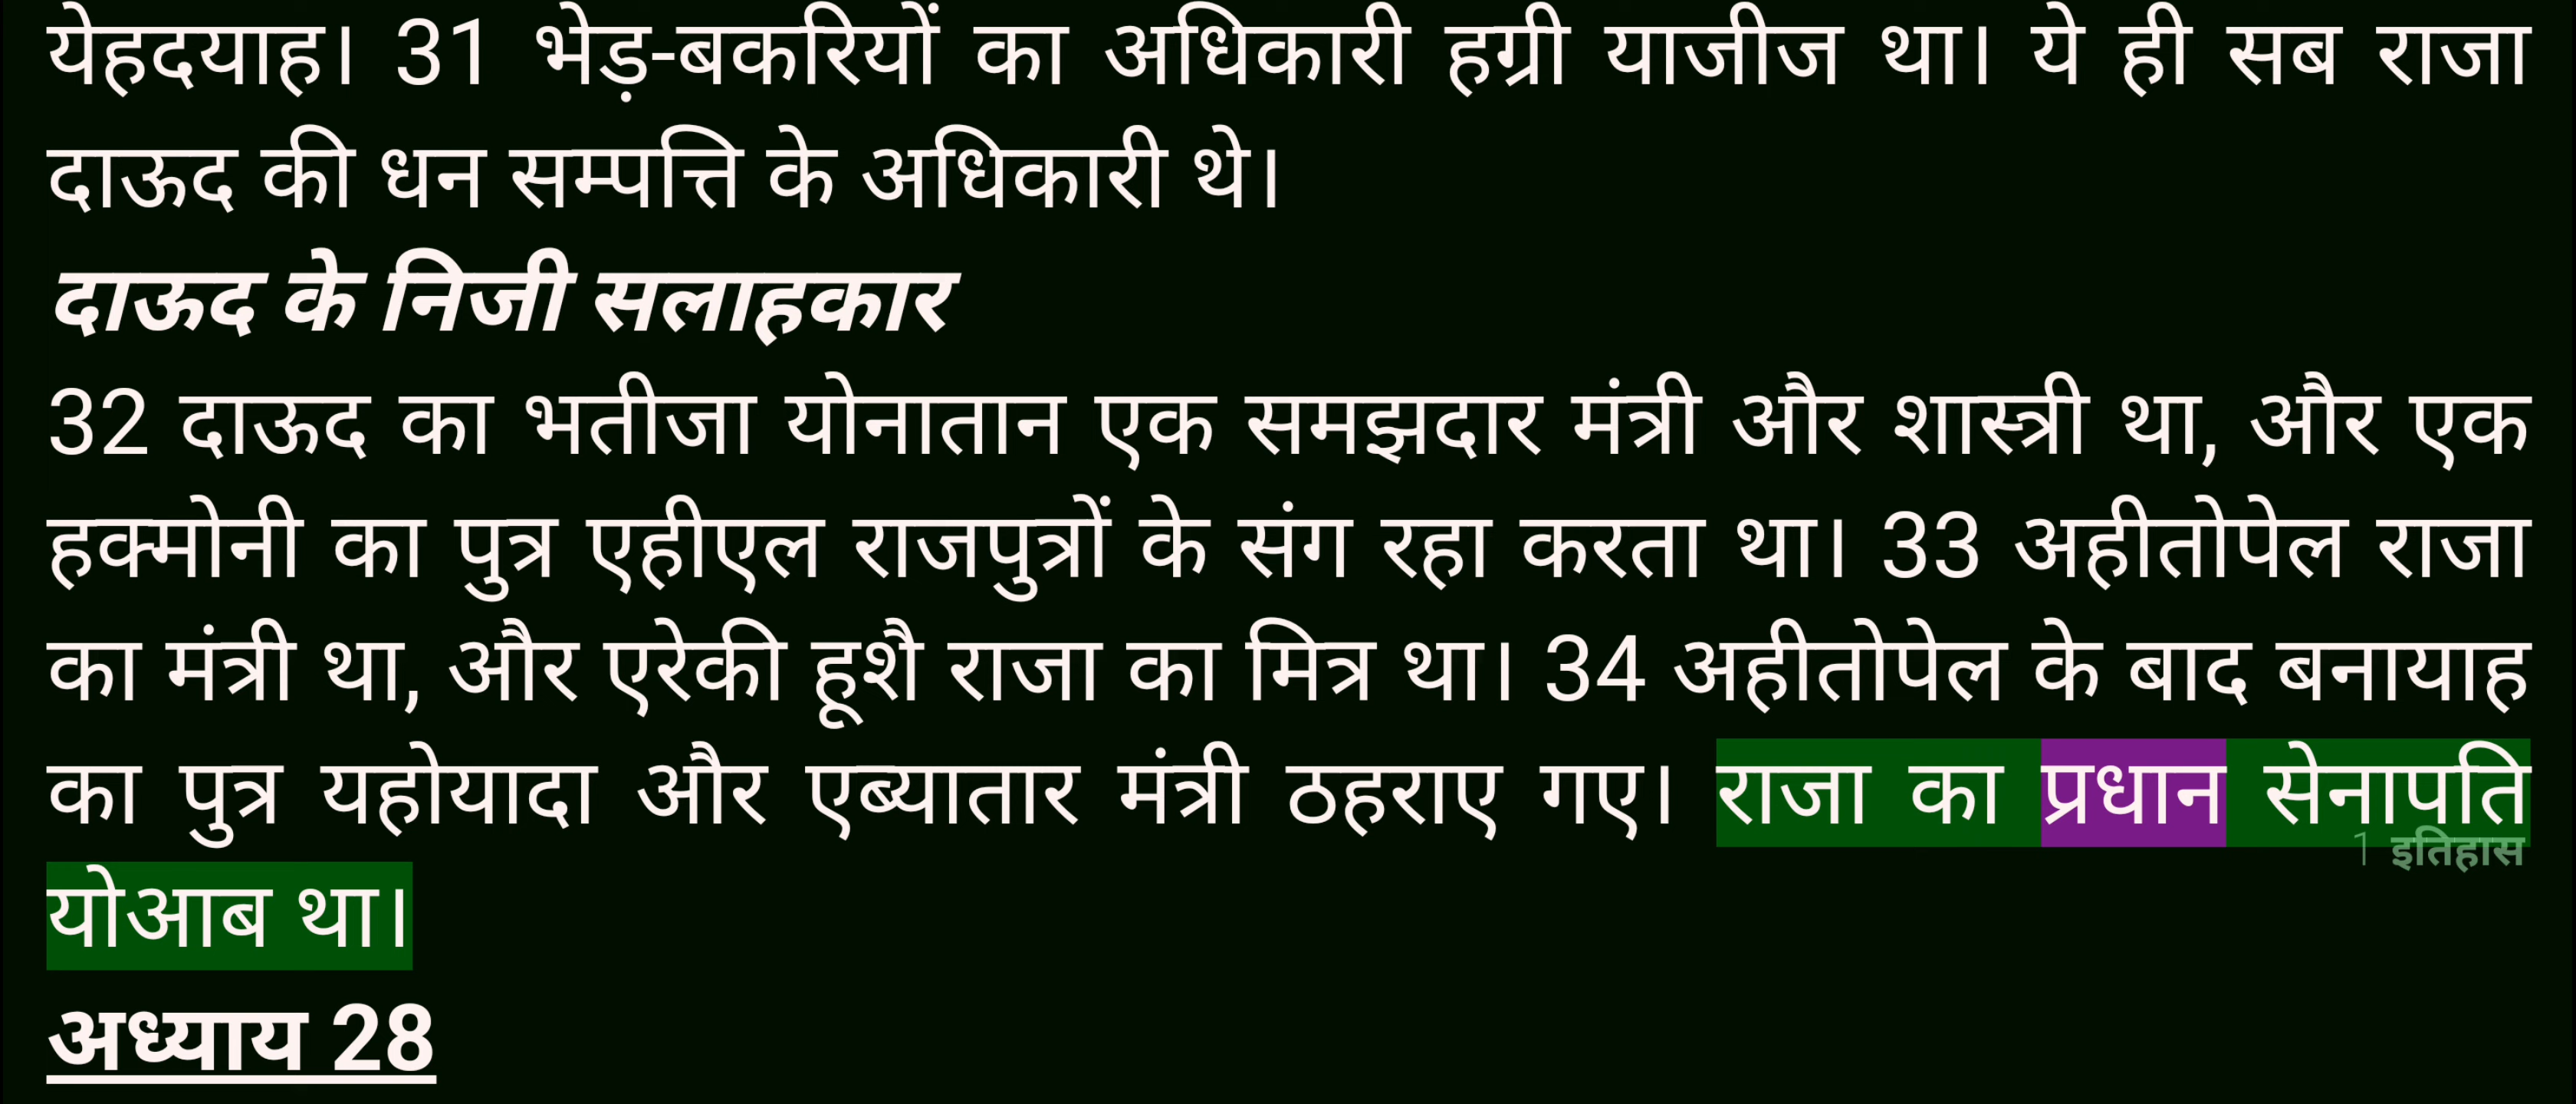 येहदयाह। 31 भेड़-बकरियों का अधिकारी हग्री याजीज था। ये ही सब राजा
दाऊद की धन सम्पत्ति के अधिकारी थे।
दाऊद के निजी सलाहकार
32 दाऊद का भतीजा योनातान एक समझदार मंत्री और शास्त्री था, और एक
हक्मोनी का पुत्र एहीएल राजपुत्रों के संग रहा करता था। 33 अहीतोपेल राजा
का मंत्री था, और एरेकी हूशै राजा का मित्र था। 34 अहीतोपेल के बाद बनायाह
का पुत्र यहोयादा और एब्यातार मंत्री ठहराए गए। राजा का प्रधान सेनापति
1 इतिहास
योआब था।
अध्याय 28